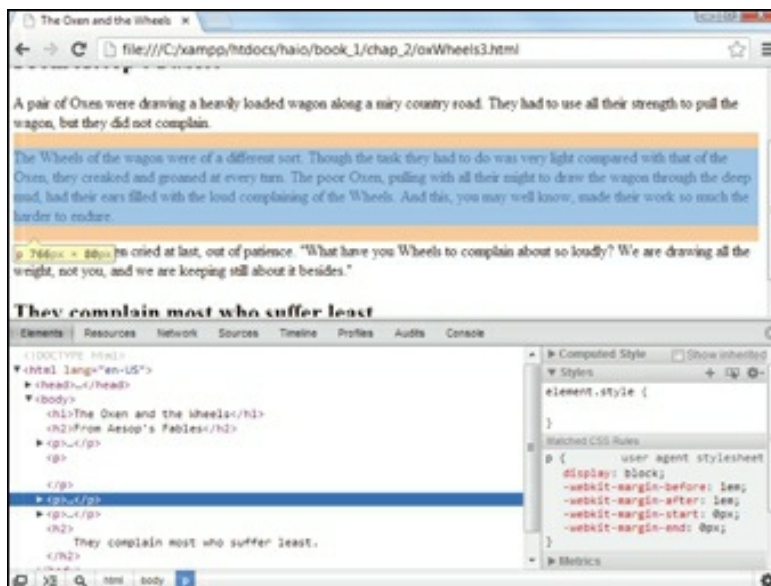 The Oxen and the Wheels
file:///C:/xampp/htdocs/haio/book_1/chap_2/oxWheels3.html
A pair of Oxen were drawing a heavily loaded wagon along a miry country road. They had to use all their strength to pull the
wagon, but they did not complain.
The Wheels of the wagon were of a different sort. Though the task they had to do was very light compared with that of the
Oxen, they creaked and groaned at every turn. The poor Oxen, pulling with all their might to draw the wagon through the deep
mud, had their ears filled with the loud complaining of the Wheels. And this, you may well know, made their work so much the
harder to endure.
p 766px × 80px
en cried at last, out of patience. "What have you Wheels to complain about so loudly? We are drawing all the
weight, not you, and we are keeping still about it besides."
They complain most who suffer least
Elements Resources Network Sources Timeline Profiles Audits Console
<!DOCTYPE html>
▼<html lang="en-US">
▶<head>…</head>
▼<body>
<h1>The Oxen and the Wheels</h1>
<h2>From Aesop's Fables</h2>
▶<p>…</p>
<p>
</p>
▶<p>…</p>
▶<p>…</p>
<h2>
They complain most who suffer least.
</h2>
</body>
html body p
▶ Computed Style Show inherited
▼ Styles
element.style {
}
Matched CSS Rules
p { user agent stylesheet
display: block;
-webkit-margin-before: 1em;
-webkit-margin-after: 1em;
-webkit-margin-start: 0px;
-webkit-margin-end: 0px;
}
▶ Metrics